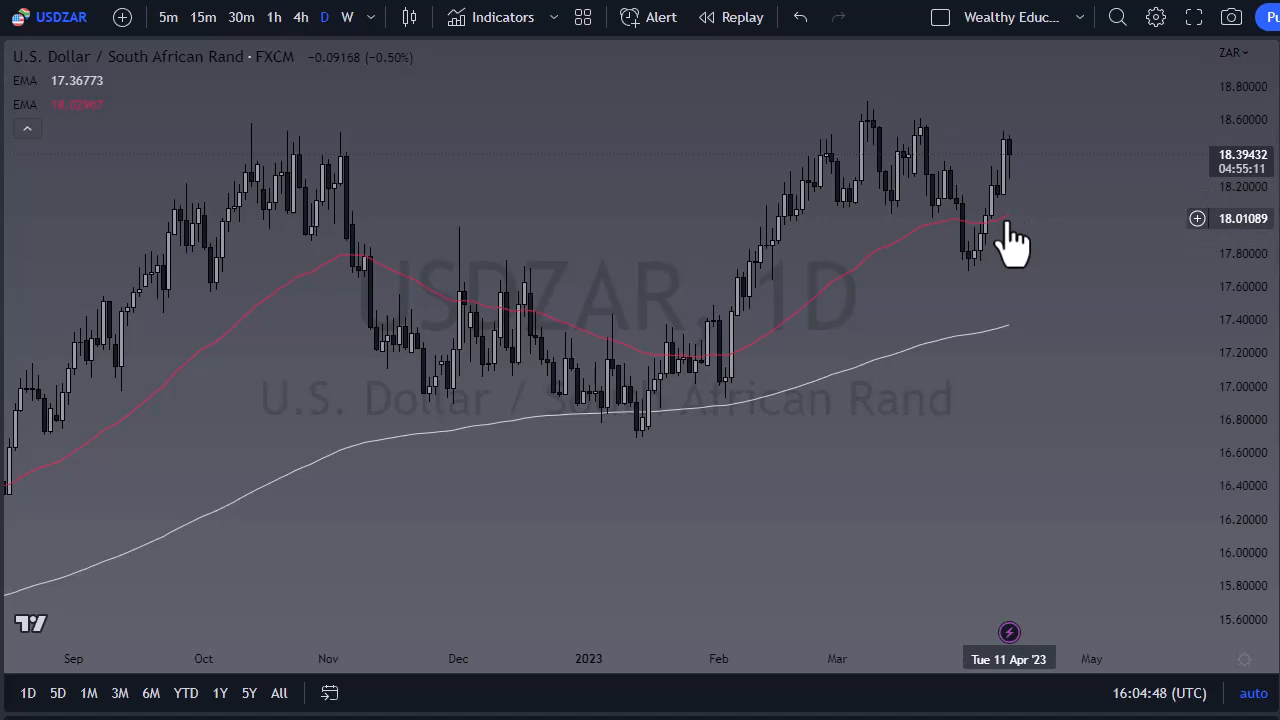 USDZAR 5m 15m 30m 1h 4h D W Indicators Alert Replay Wealthy Educ... Pu
U.S. Dollar / South African Rand · FXCM −0.09168 (−0.50%)
ZAR
EMA 17.36773
EMA 18.02967
18.80000
18.60000
18.39432
04:55:11
18.20000
18.01089
17.80000
17.60000
17.40000
17.20000
17.00000
16.80000
16.60000
16.40000
16.20000
16.00000
15.80000
15.60000
USDZAR, 1D
U.S. Dollar / South African Rand
Sep Oct Nov Dec 2023 Feb Mar Tue 11 Apr '23 May
1D 5D 1M 3M 6M YTD 1Y 5Y All 16:04:48 (UTC) auto